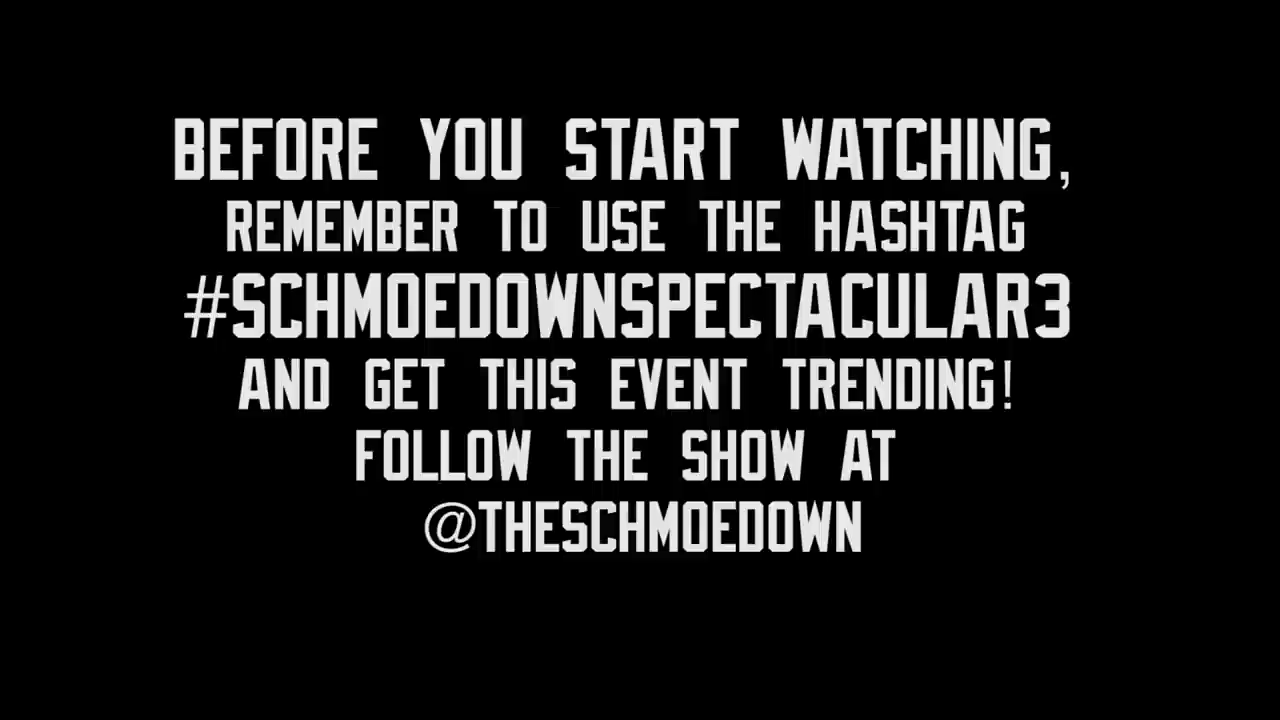 BEFORE YOU START WATCHING,
REMEMBER TO USE THE HASHTAG
#SCHMOEDOWNSPECTACULAR3
AND GET THIS EVENT TRENDING!
FOLLOW THE SHOW AT
@THESCHMOEDOWN